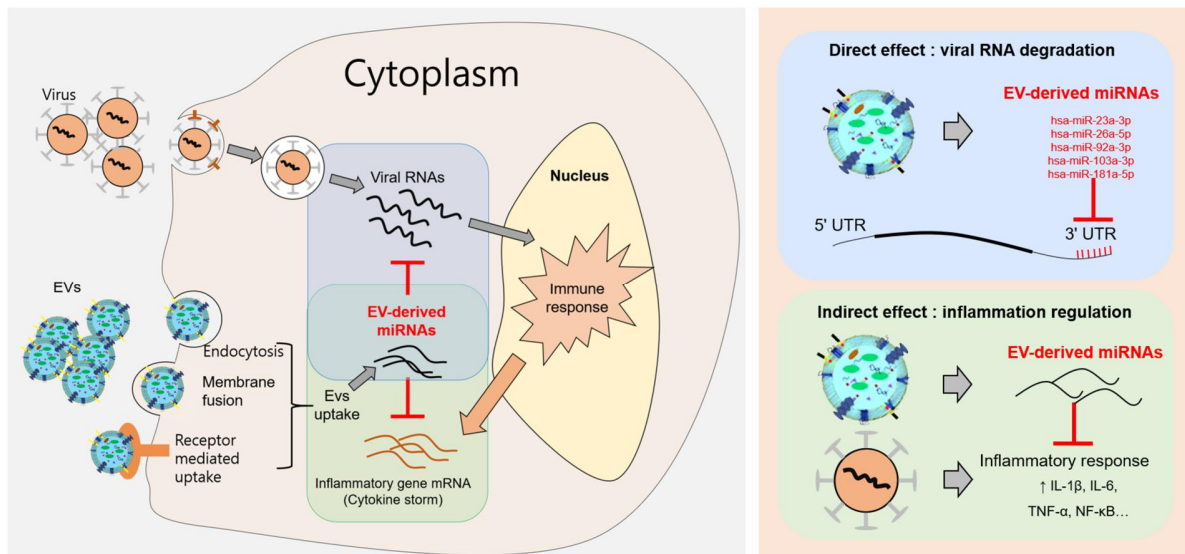 Cytoplasm
Virus
Viral RNAs
Nucleus
Immune
response
EVs
EV-derived
miRNAs
Endocytosis
Membrane
fusion
Evs
uptake
Receptor
mediated
uptake
Inflammatory gene mRNA
(Cytokine storm)
Direct effect : viral RNA degradation
EV-derived miRNAs
hsa-miR-23a-3p
hsa-miR-26a-5p
hsa-miR-92a-3p
hsa-miR-103a-3p
hsa-miR-181a-5p
5' UTR
3' UTR
Indirect effect : inflammation regulation
EV-derived miRNAs
Inflammatory response
↑ IL-1β, IL-6,
TNF-α, NF-κB…